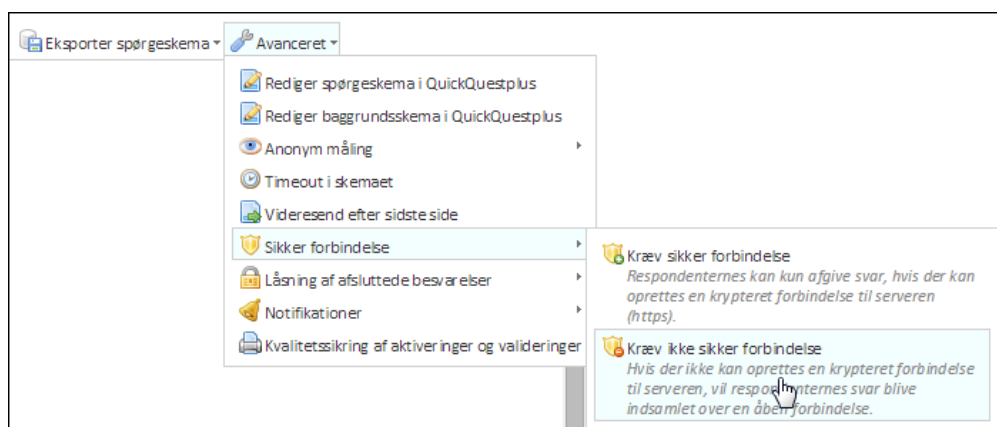 Eksporter spørgeskema Avanceret
Rediger spørgeskema i QuickQuestplus
Rediger baggrundsskema i QuickQuestplus
Anonym måling
Timeout i skemaet
Videresend efter sidste side
Sikker forbindelse
Låsning af afsluttede besvarelser
Notifikationer
Kvalitetssikring af aktiveringer og valideringer
Kræv sikker forbindelse
Respondenternes kan kun afgive svar, hvis der kan
oprettes en krypteret forbindelse til serveren
(https).
Kræv ikke sikker forbindelse
Hvis der ikke kan oprettes en krypteret forbindelse
til serveren, vil respondenternes svar blive
indsamlet over en åben forbindelse.